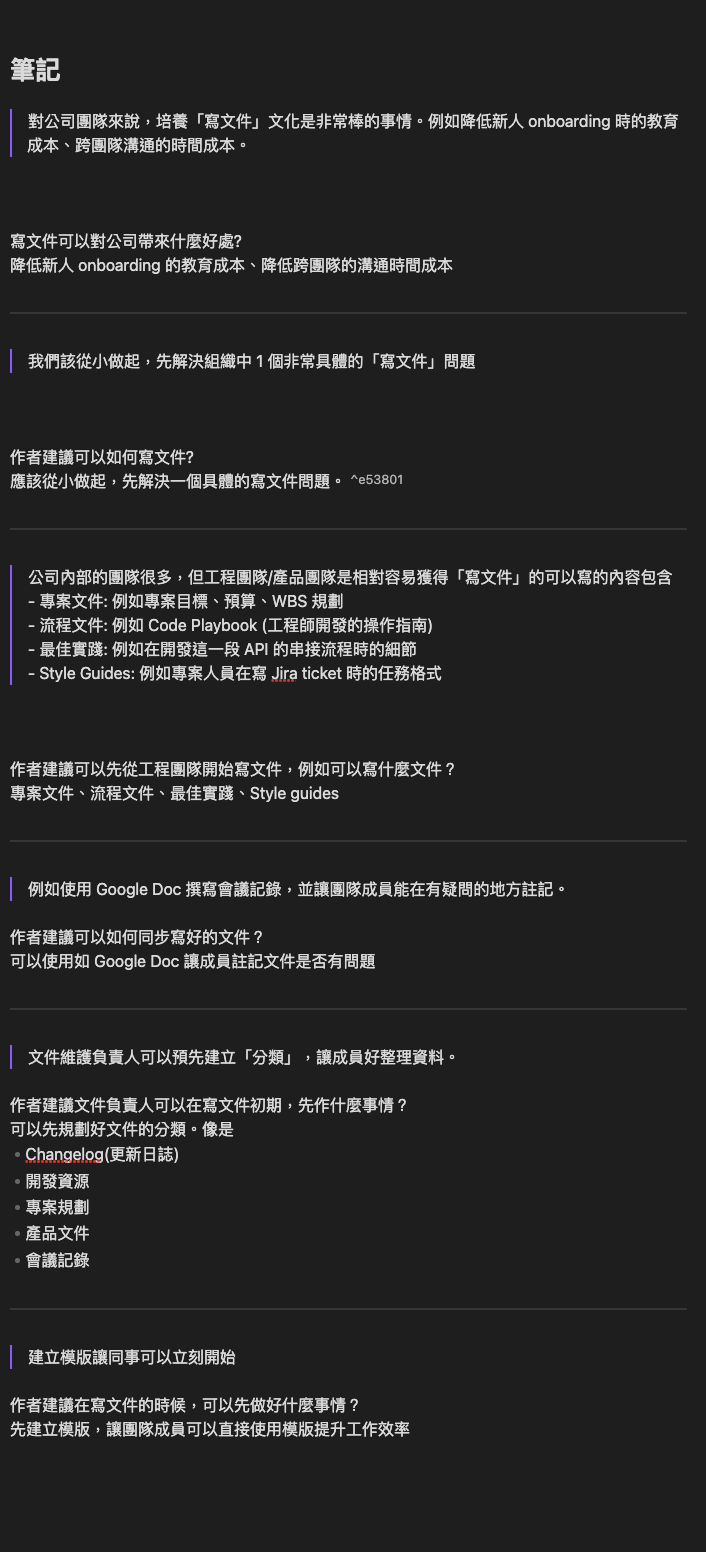 筆記
對公司團隊來說，培養「寫文件」文化是非常棒的事情。例如降低新人 onboarding 時的教育
成本、跨團隊溝通的時間成本。
寫文件可以對公司帶來什麼好處?
降低新人 onboarding 的教育成本、降低跨團隊的溝通時間成本
我們該從小做起，先解決組織中 1 個非常具體的「寫文件」問題
作者建議可以如何寫文件?
應該從小做起，先解決一個具體的寫文件問題。 ^e53801
公司內部的團隊很多，但工程團隊/產品團隊是相對容易獲得「寫文件」的可以寫的內容包含
- 專案文件: 例如專案目標、預算、WBS 規劃
- 流程文件: 例如 Code Playbook (工程師開發的操作指南)
- 最佳實踐: 例如在開發這一段 API 的串接流程時的細節
- Style Guides: 例如專案人員在寫 Jira ticket 時的任務格式
作者建議可以先從工程團隊開始寫文件，例如可以寫什麼文件？
專案文件、流程文件、最佳實踐、Style guides
例如使用 Google Doc 撰寫會議記錄，並讓團隊成員能在有疑問的地方註記。
作者建議可以如何同步寫好的文件？
可以使用如 Google Doc 讓成員註記文件是否有問題
文件維護負責人可以預先建立「分類」，讓成員好整理資料。
作者建議文件負責人可以在寫文件初期，先作什麼事情？
可以先規劃好文件的分類。像是
• Changelog(更新日誌)
• 開發資源
• 專案規劃
• 產品文件
• 會議記錄
建立模版讓同事可以立刻開始
作者建議在寫文件的時候，可以先做好什麼事情？
先建立模版，讓團隊成員可以直接使用模版提升工作效率